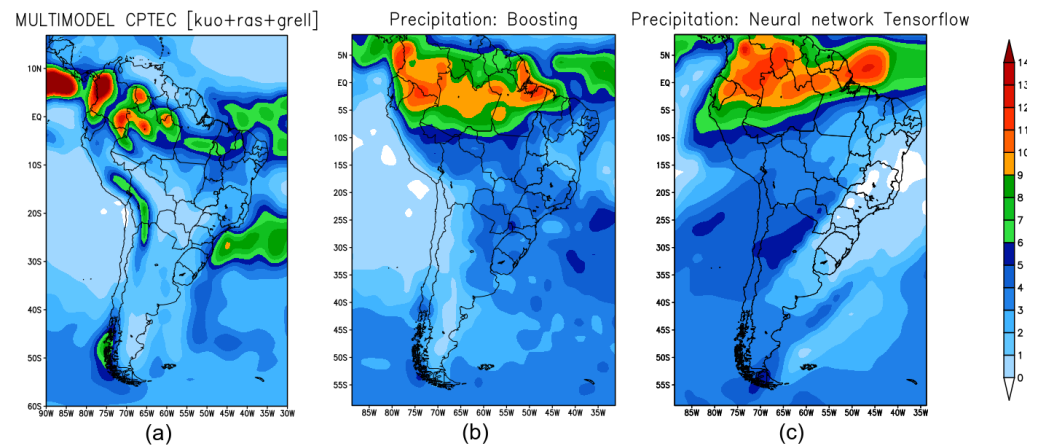 MULTIMODEL CPTEC [kuo+ras+grell]
Precipitation: Boosting
Precipitation: Neural network Tensorflow
10N
EQ
10S
20S
30S
40S
50S
60S
90W 85W 80W 75W 70W 65W 60W 55W 50W 45W 40W 35W 30W
5N
EQ
5S
10S
15S
20S
25S
30S
35S
40S
45S
50S
55S
85W 80W 75W 70W 65W 60W 55W 50W 45W 40W 35W
5N
EQ
5S
10S
15S
20S
25S
30S
35S
40S
45S
50S
55S
85W 80W 75W 70W 65W 60W 55W 50W 45W 40W 35W
14
13
12
11
10
9
8
7
6
5
4
3
2
1
0
(a)
(b)
(c)